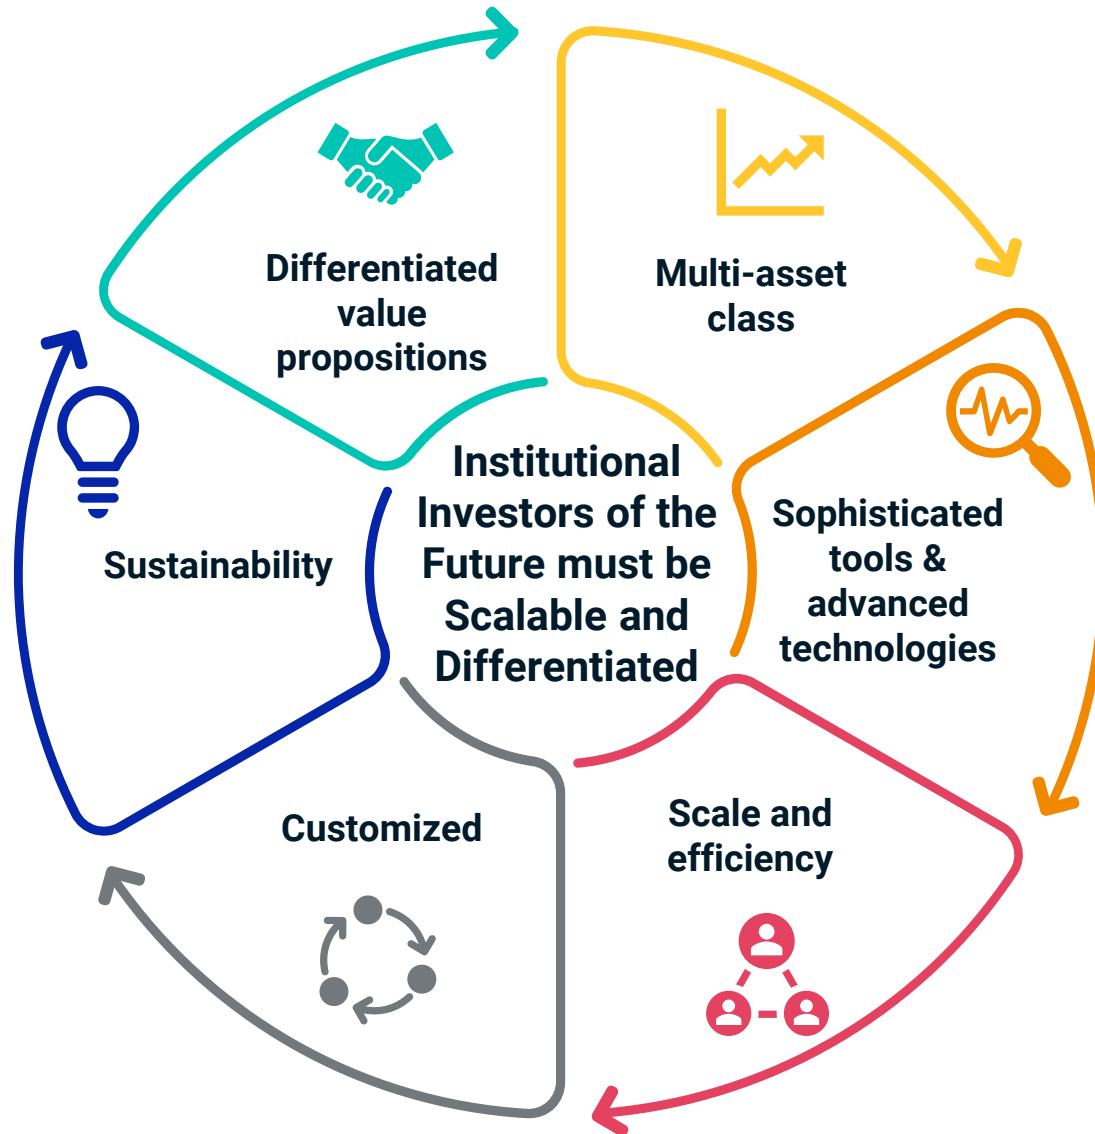 Differentiated
value
propositions
Multi-asset
class
Sophisticated
tools &
advanced
technologies
Scale and
efficiency
Customized
Sustainability
Institutional
Investors of the
Future must be
Scalable and
Differentiated